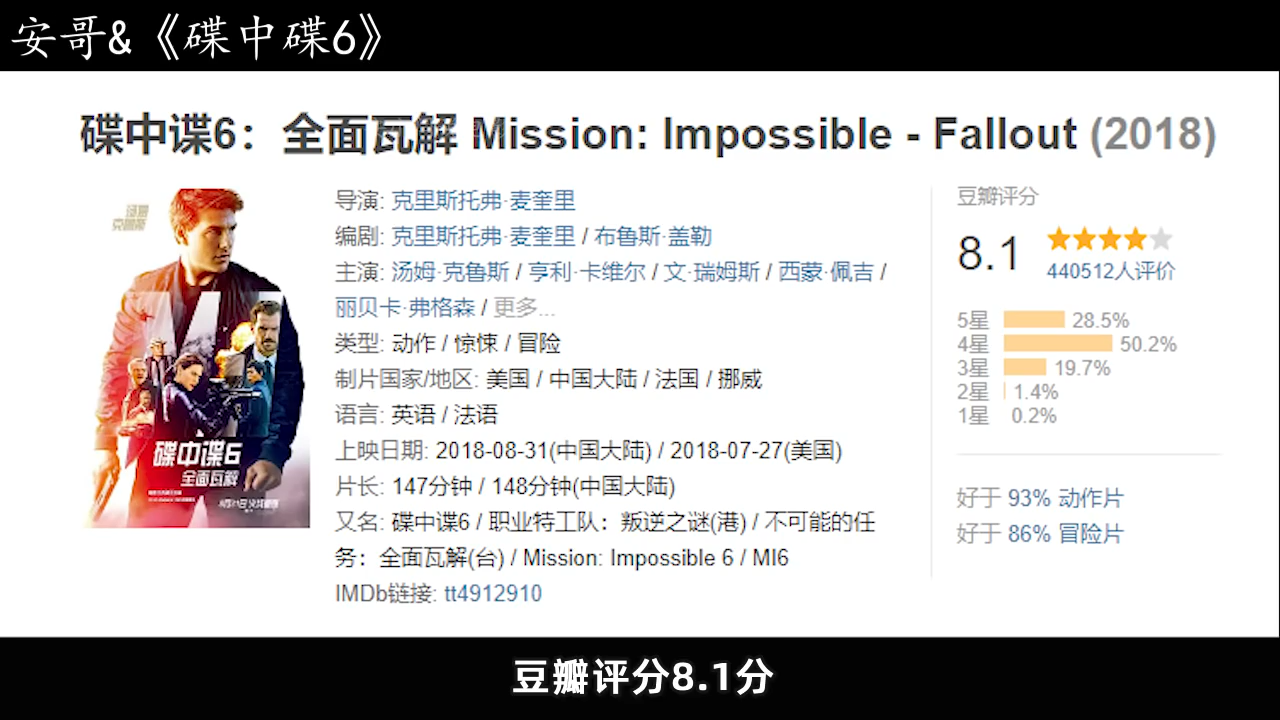 安哥&《碟中碟6》
碟中谍6：全面瓦解 Mission: Impossible - Fallout (2018)
导演: 克里斯托弗·麦奎里
编剧: 克里斯托弗·麦奎里 / 布鲁斯·盖勒
主演: 汤姆·克鲁斯 / 亨利·卡维尔 / 文·瑞姆斯 / 西蒙·佩吉 /
丽贝卡·弗格森 / 更多...
类型: 动作 / 惊悚 / 冒险
制片国家/地区: 美国 / 中国大陆 / 法国 / 挪威
语言: 英语 / 法语
上映日期: 2018-08-31(中国大陆) / 2018-07-27(美国)
片长: 147分钟 / 148分钟(中国大陆)
又名: 碟中谍6 / 职业特工队：叛逆之谜(港) / 不可能的任
务：全面瓦解(台) / Mission: Impossible 6 / MI6
IMDb链接: tt4912910
豆瓣评分
8.1
440512人评价
5星 28.5%
4星 50.2%
3星 19.7%
2星 1.4%
1星 0.2%
好于 93% 动作片
好于 86% 冒险片
碟中谍6
全面瓦解
豆瓣评分8.1分